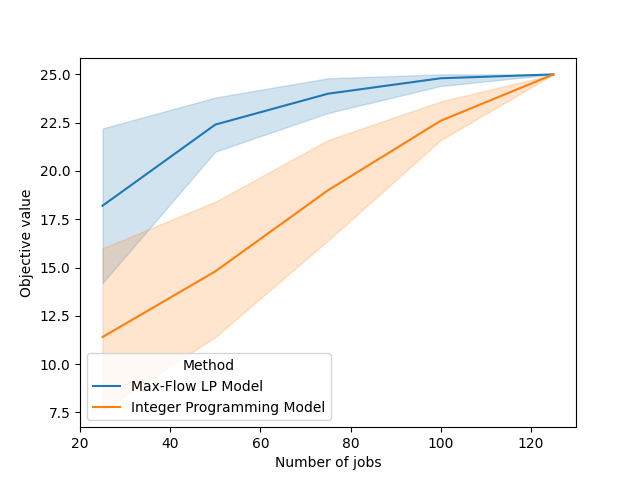 25.0
22.5
20.0
17.5
15.0
12.5
10.0
7.5
Objective value
Method
Max-Flow LP Model
Integer Programming Model
20
40
60
80
100
120
Number of jobs